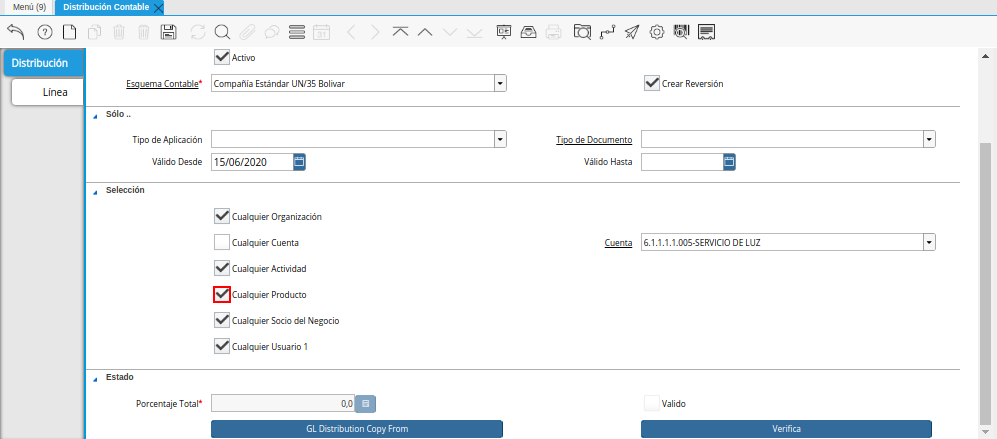 Menú (9) Distribución Contable
Distribución
Línea
Activo
Esquema Contable* Compañía Estándar UN/35 Bolivar Crear Reversión
Sólo ..
Tipo de Aplicación Tipo de Documento
Válido Desde 15/06/2020 Válido Hasta
Selección
Cualquier Organización
Cualquier Cuenta Cuenta 6.1.1.1.1.005-SERVICIO DE LUZ
Cualquier Actividad
Cualquier Producto
Cualquier Socio del Negocio
Cualquier Usuario 1
Estado
Porcentaje Total* 0,0 Valido
GL Distribution Copy From Verifica